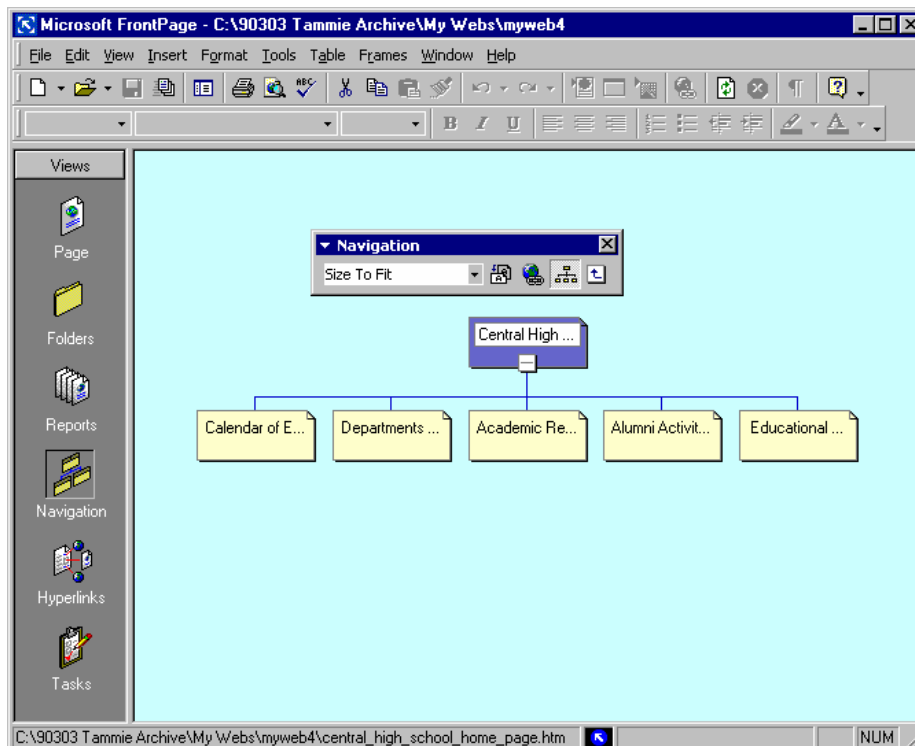 Microsoft FrontPage - C:\90303 Tammie Archive\My Webs\myweb4
File Edit View Insert Format Tools Table Frames Window Help
ABC
B I U A
Views
Page
Folders
Reports
Navigation
Hyperlinks
Tasks
Navigation
Size To Fit
Central High ...
Calendar of E... Departments ... Academic Re... Alumni Activit... Educational ...
C:\90303 Tammie Archive\My Webs\myweb4\central_high_school_home_page.htm NUM